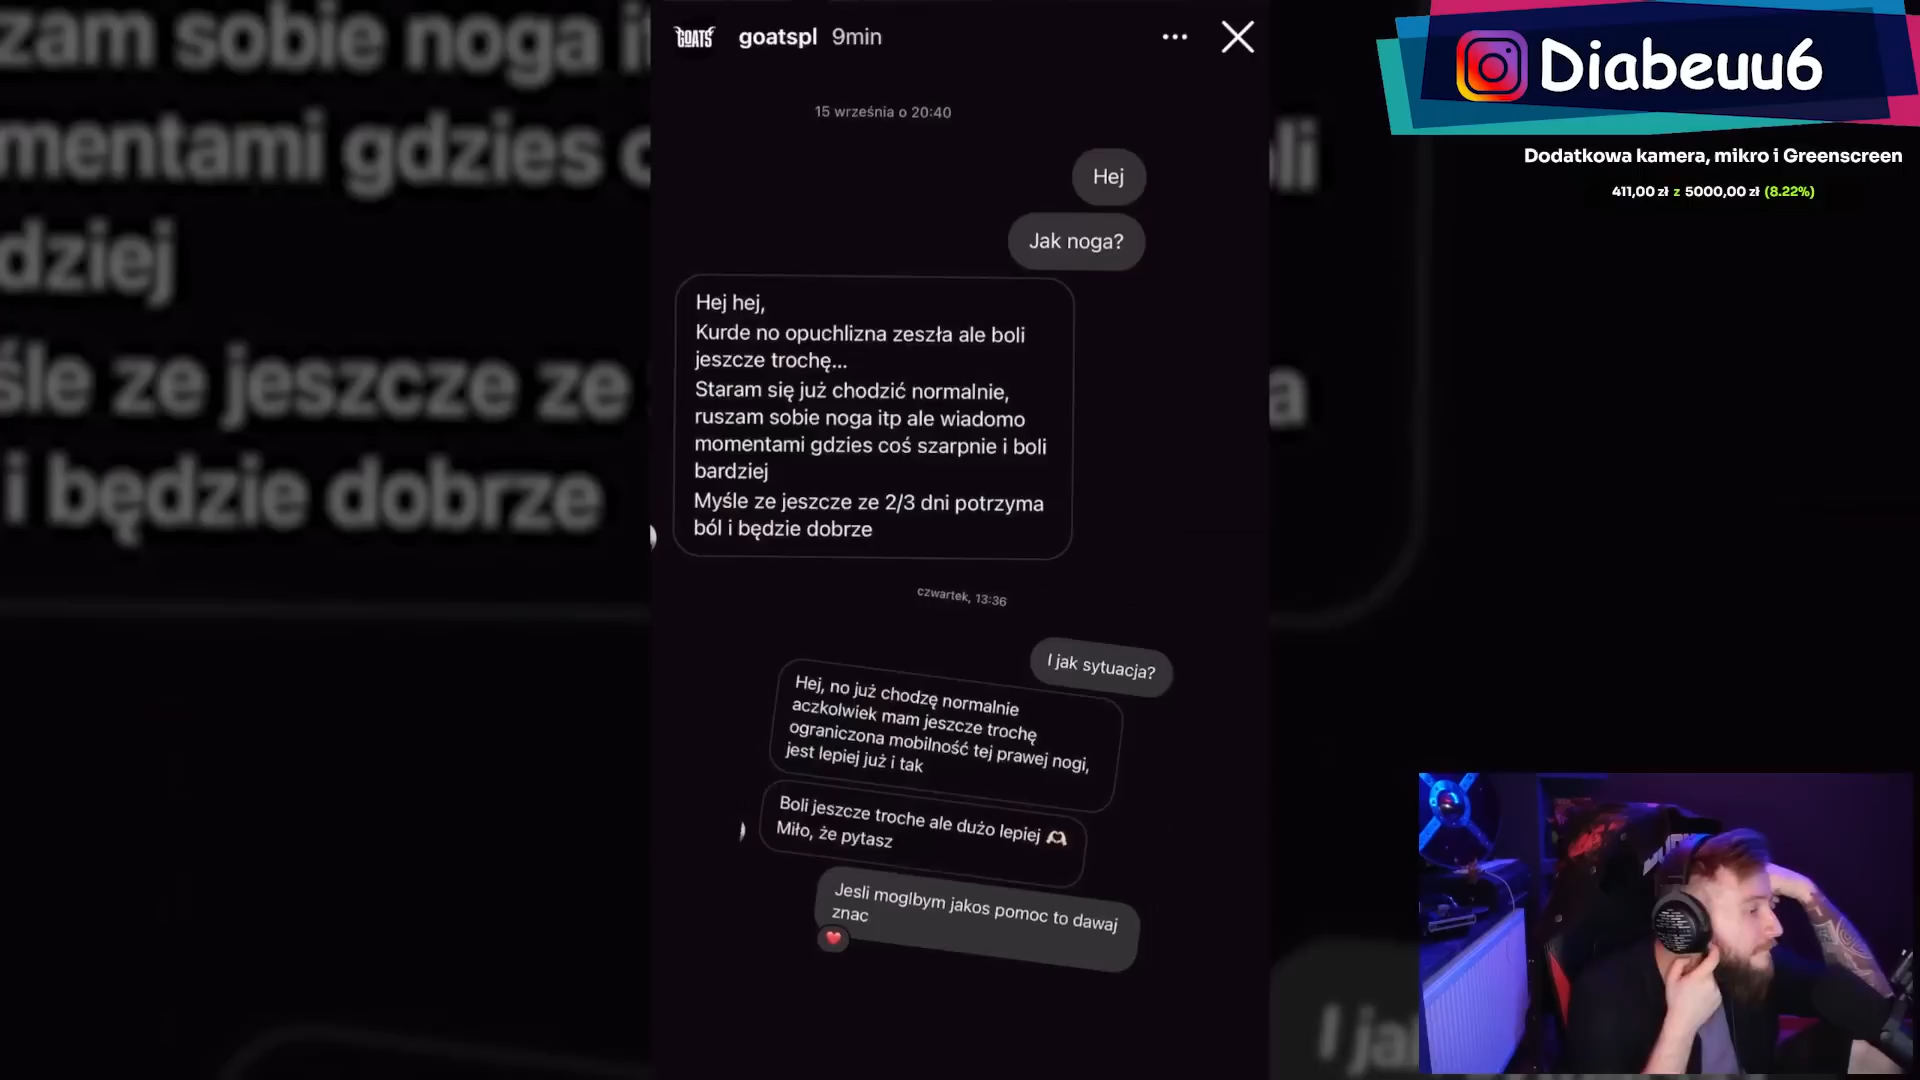 GOATS goatspl 9min
15 września o 20:40
Hej
Jak noga?
Hej hej,
Kurde no opuchlizna zeszła ale boli
jeszcze trochę...
Staram się już chodzić normalnie,
ruszam sobie noga itp ale wiadomo
momentami gdzies coś szarpnie i boli
bardziej
Myśle ze jeszcze ze 2/3 dni potrzyma
ból i będzie dobrze
czwartek, 13:36
I jak sytuacja?
Hej, no już chodzę normalnie
aczkolwiek mam jeszcze trochę
ograniczona mobilność tej prawej nogi,
jest lepiej już i tak
Boli jeszcze troche ale dużo lepiej 🫶🏻
Miło, że pytasz
Jesli moglbym jakos pomoc to dawaj
znac
Diabeuu6
Dodatkowa kamera, mikro i Greenscreen
411,00 zł z 5000,00 zł (8.22%)
zam sobie noga it
mentami gdzies c
li
dziej
śle ze jeszcze ze
a
i będzie dobrze
I jak